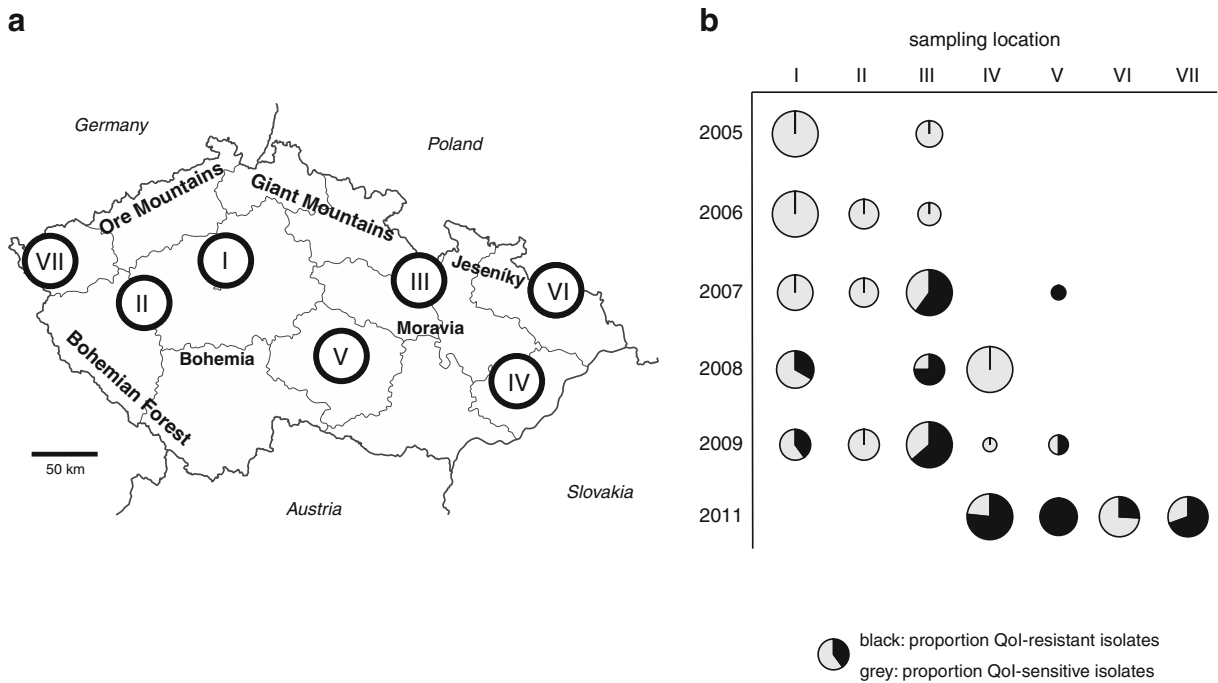 a
Germany
Poland
Ore Mountains
Giant Mountains
VII
I
III
Jeseníky
VI
II
Moravia
Bohemia
V
IV
Bohemian Forest
50 km
Austria
Slovakia
b
sampling location
I II III IV V VI VII
2005
2006
2007
2008
2009
2011
black: proportion QoI-resistant isolates
grey: proportion QoI-sensitive isolates